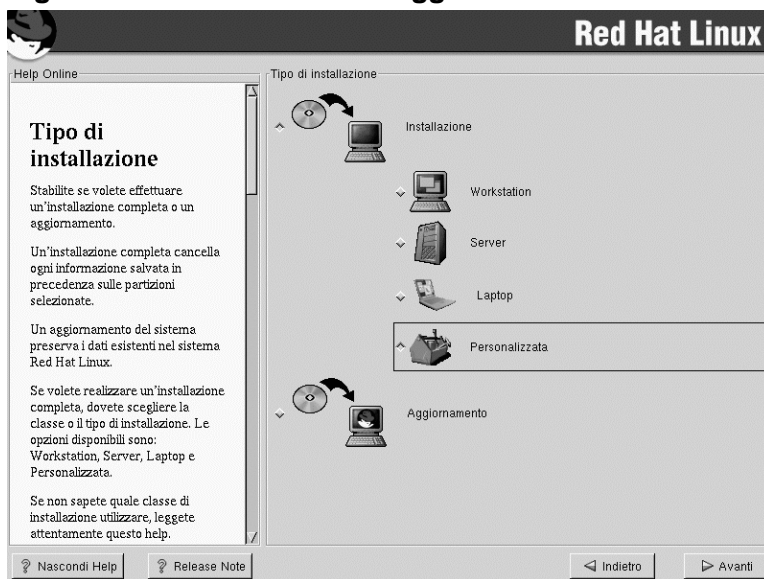 Red Hat Linux
Help Online
Tipo di
installazione
Stabilite se volete effettuare
un'installazione completa o un
aggiornamento.
Un'installazione completa cancella
ogni informazione salvata in
precedenza sulle partizioni
selezionate.
Un aggiornamento del sistema
preserva i dati esistenti nel sistema
Red Hat Linux.
Se volete realizzare un'installazione
completa, dovete scegliere la
classe o il tipo di installazione. Le
opzioni disponibili sono:
Workstation, Server, Laptop e
Personalizzata.
Se non sapete quale classe di
installazione utilizzare, leggete
attentamente questo help.
Tipo di installazione
Installazione
Workstation
Server
Laptop
Personalizzata
Aggiornamento
Nascondi Help
Release Note
Indietro
Avanti